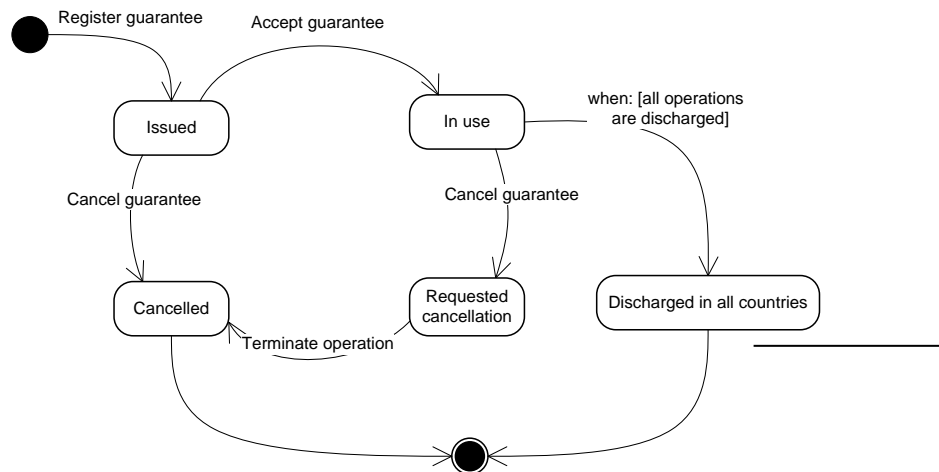 Register guarantee
Accept guarantee
Issued
In use
when: [all operations
are discharged]
Cancel guarantee
Cancel guarantee
Cancelled
Requested
cancellation
Discharged in all countries
Terminate operation